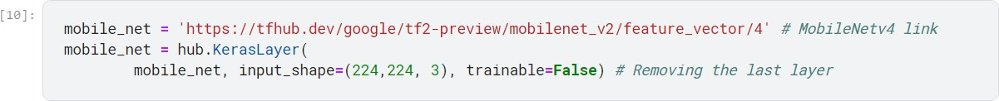 [10]:
mobile_net = 'https://tfhub.dev/google/tf2-preview/mobilenet_v2/feature_vector/4' # MobileNetv4 link
mobile_net = hub.KerasLayer(
        mobile_net, input_shape=(224,224, 3), trainable=False) # Removing the last layer